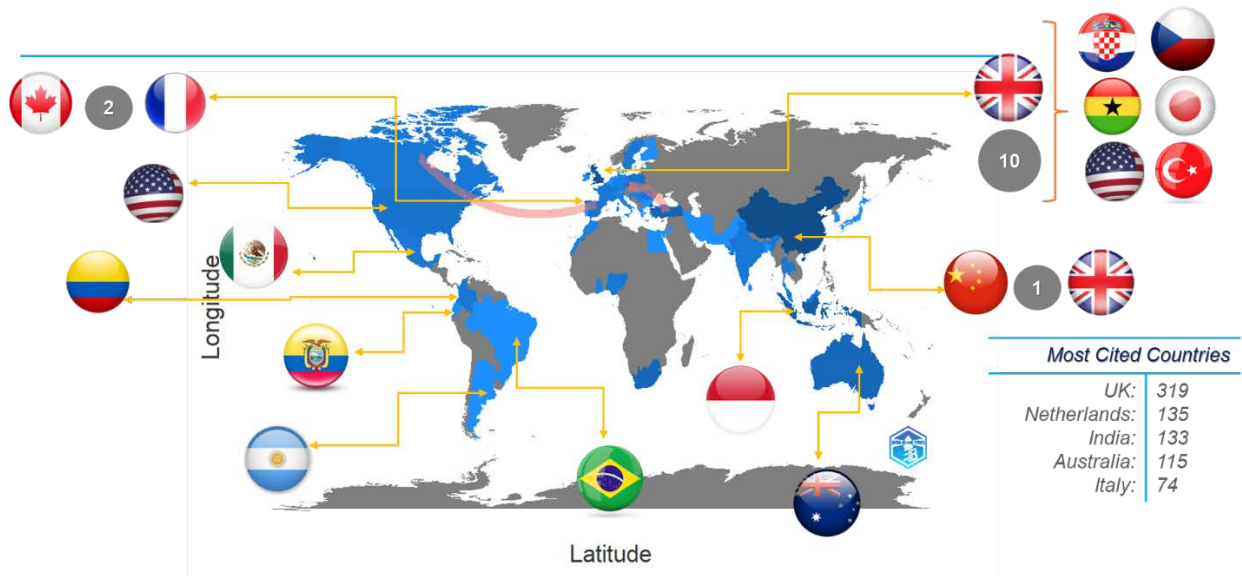 2
10
1
Longitude
Latitude
Most Cited Countries
UK: 319
Netherlands: 135
India: 133
Australia: 115
Italy: 74